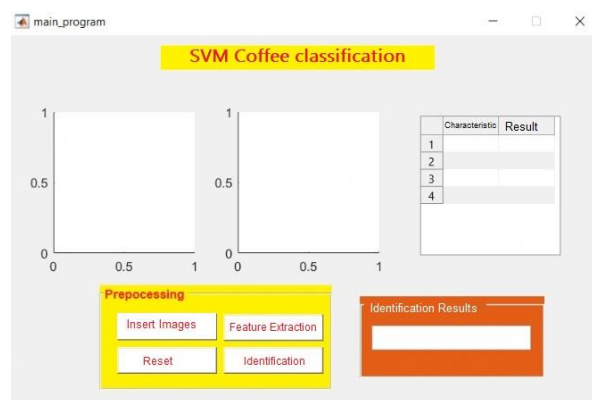 main_program
SVM Coffee classification
1
0.5
0
0 0.5 1
1
0.5
0
0 0.5 1
Characteristic Result
1
2
3
4
Prepocessing
Insert Images Feature Extraction
Reset Identification
Identification Results